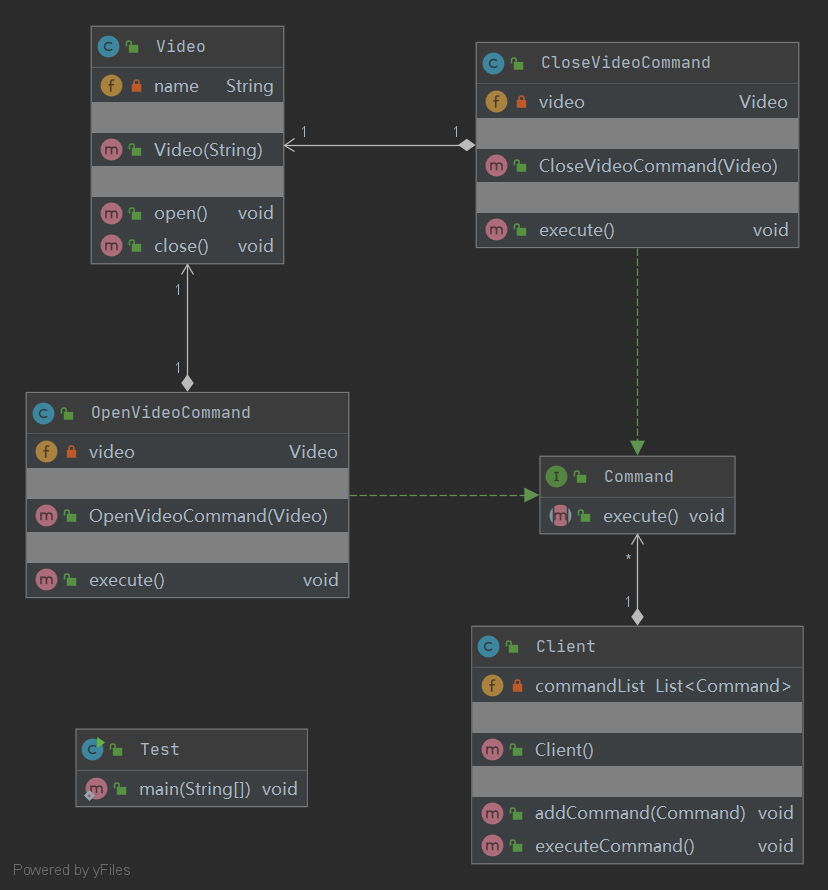 Video
name String
Video(String)
open() void
close() void
CloseVideoCommand
video Video
CloseVideoCommand(Video)
execute() void
1
1
1
1
OpenVideoCommand
video Video
OpenVideoCommand(Video)
execute() void
Command
execute() void
*
1
Client
commandList List<Command>
Client()
addCommand(Command) void
executeCommand() void
Test
main(String[]) void
Powered by yFiles